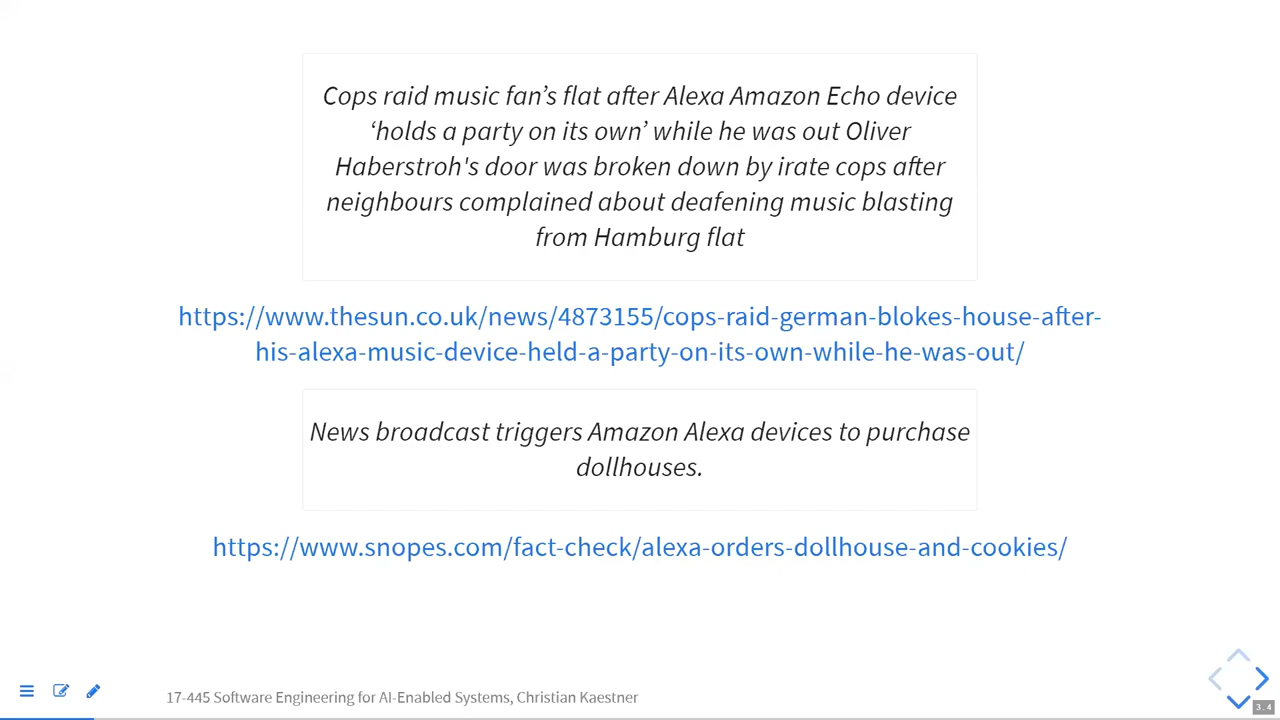 Cops raid music fan’s flat after Alexa Amazon Echo device
‘holds a party on its own’ while he was out Oliver
Haberstroh's door was broken down by irate cops after
neighbours complained about deafening music blasting
from Hamburg flat
https://www.thesun.co.uk/news/4873155/cops-raid-german-blokes-house-after-
his-alexa-music-device-held-a-party-on-its-own-while-he-was-out/
News broadcast triggers Amazon Alexa devices to purchase
dollhouses.
https://www.snopes.com/fact-check/alexa-orders-dollhouse-and-cookies/
17-445 Software Engineering for AI-Enabled Systems, Christian Kaestner
3.4